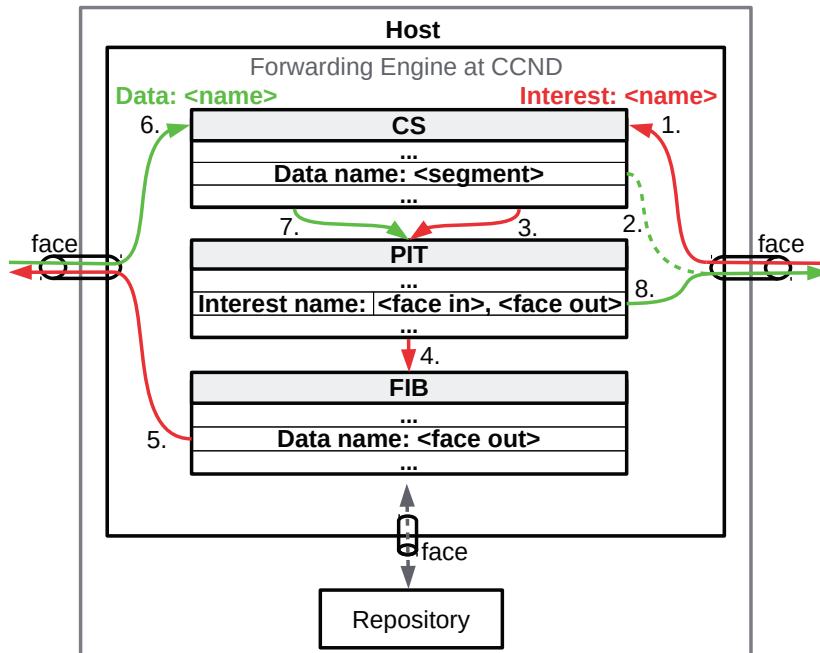 Host
Forwarding Engine at CCND
Data: <name>
Interest: <name>
6.
CS
1.
...
Data name: <segment>
...
7.
3.
2.
face
PIT
face
...
Interest name: <face in>, <face out>
8.
...
4.
FIB
...
5.
Data name: <face out>
...
face
Repository